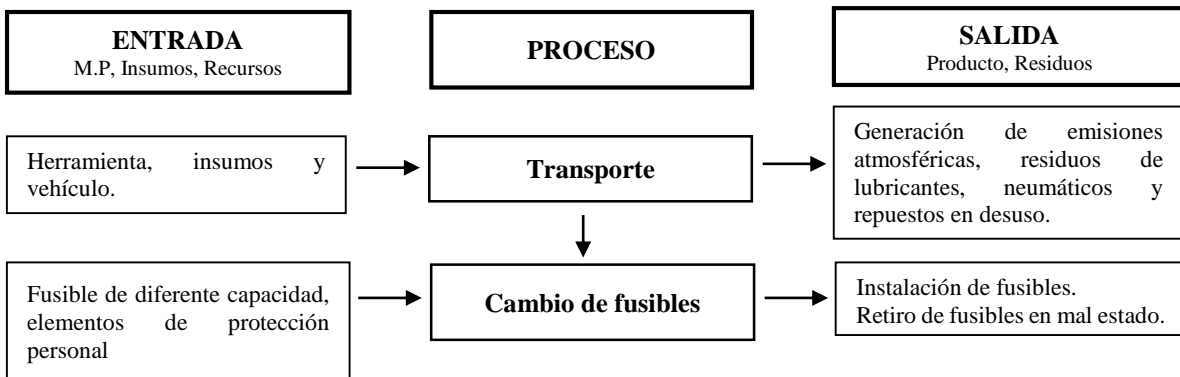 ENTRADA
M.P, Insumos, Recursos
PROCESO
SALIDA
Producto, Residuos
Herramienta, insumos y
vehículo.
Transporte
Generación de emisiones
atmosféricas, residuos de
lubricantes, neumáticos y
repuestos en desuso.
Fusible de diferente capacidad,
elementos de protección
personal
Cambio de fusibles
Instalación de fusibles.
Retiro de fusibles en mal estado.